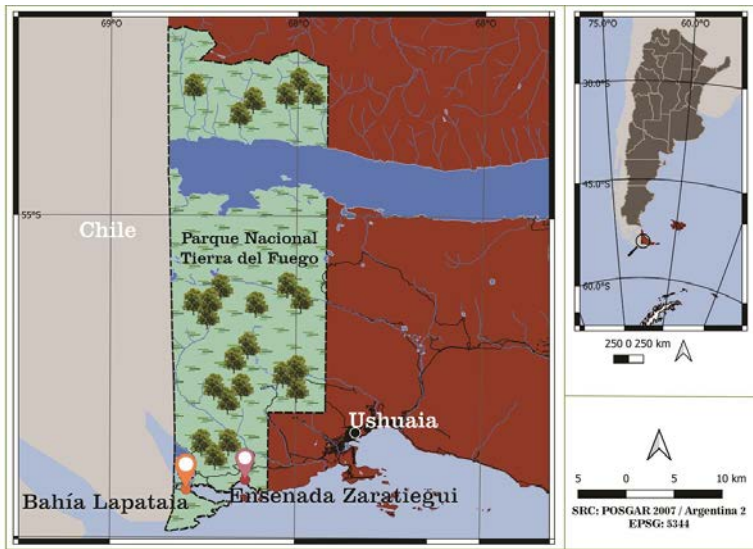 69°O
68°O
68°O
55°S
Chile
Parque Nacional
Tierra del Fuego
Ushuaia
Bahía Lapataia
Ensenada Zaratiegui
75.0°O
60.0°O
30.0°S
45.0°S
60.0°S
250 0 250 km
5 0 5 10 km
SRC: POSGAR 2007 / Argentina 2
EPSG: 5344